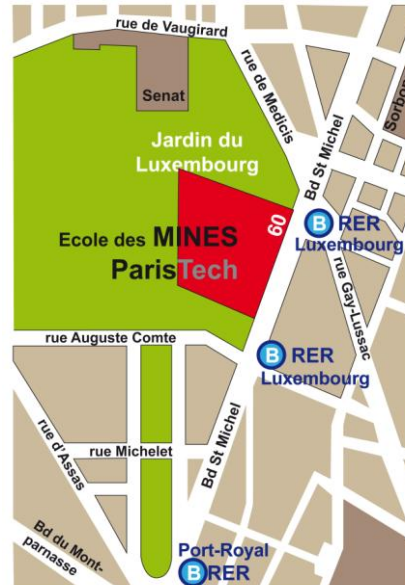 rue de Vaugirard
Senat
rue de Medicis
Sorbon
Jardin du
Luxembourg
Bd St Michel
60
B RER
Luxembourg
Ecole des MINES
ParisTech
rue Gay-Lussac
rue Auguste Comte
B RER
Luxembourg
rue d'Assas
rue Michelet
Bd St Michel
Bd du Mont-
parnasse
Port-Royal
B RER